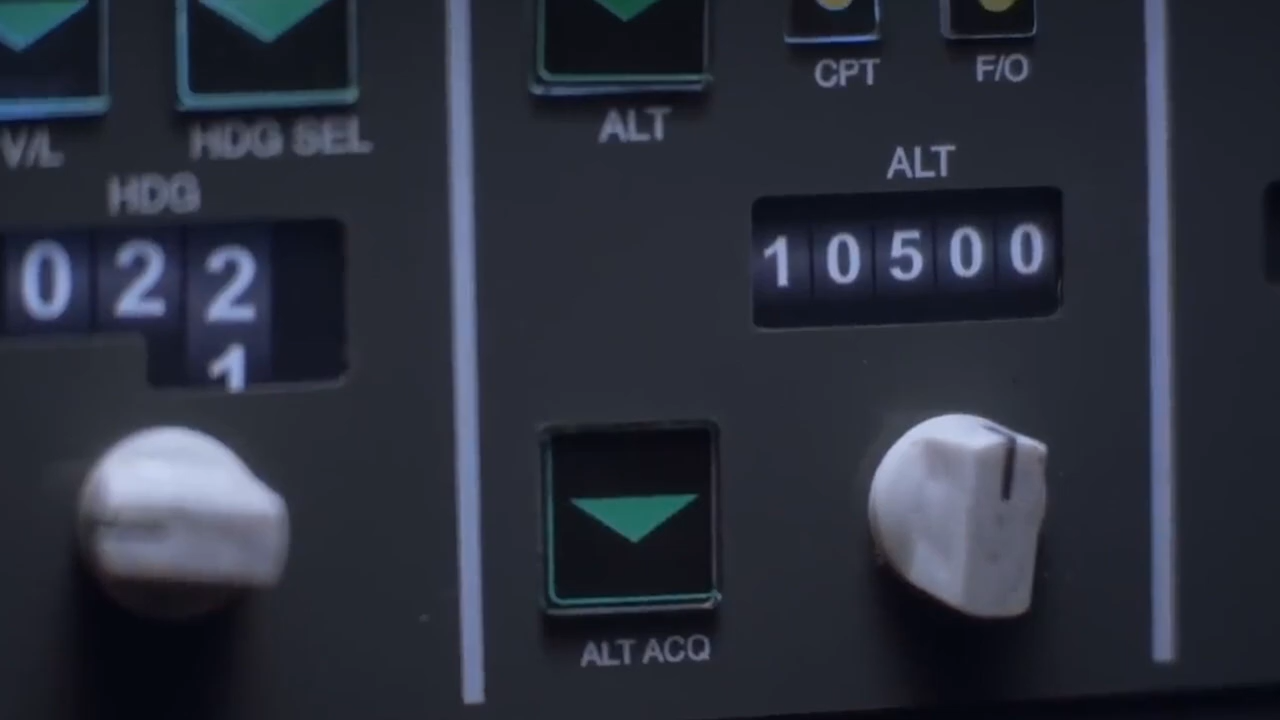 CPT F/O
V/L HDG SEL ALT
HDG ALT
022 10500
1
ALT ACQ